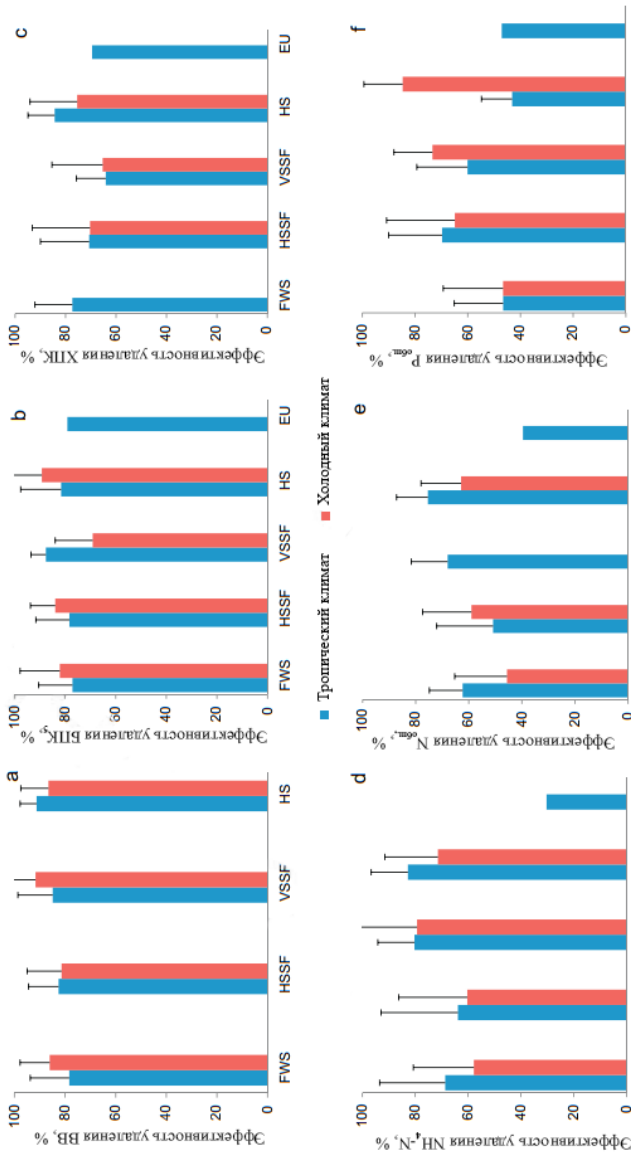 a
Эффективность удаления ВВ, %
100
80
60
40
20
0
FWS
HSSF
VSSF
HS
b
Эффективность удаления БПК5, %
100
80
60
40
20
0
FWS
HSSF
VSSF
HS
EU
c
Эффективность удаления ХПК, %
100
80
60
40
20
0
FWS
HSSF
VSSF
HS
EU
Тропический климат
Холодный климат
d
Эффективность удаления NH4-N, %
100
80
60
40
20
0
e
Эффективность удаления Nобщ, %
100
80
60
40
20
0
f
Эффективность удаления Pобщ, %
100
80
60
40
20
0